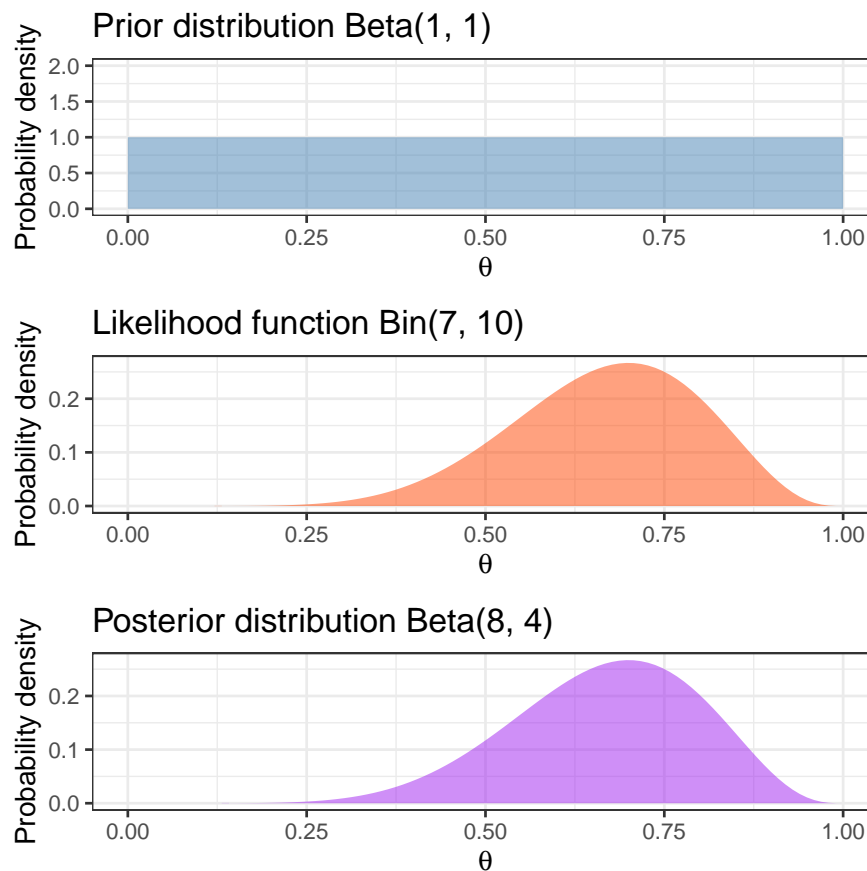 Prior distribution Beta(1, 1)
Probability density
2.0
1.5
1.0
0.5
0.0
0.00 0.25 0.50 0.75 1.00
θ
Likelihood function Bin(7, 10)
Probability density
0.2
0.1
0.0
0.00 0.25 0.50 0.75 1.00
θ
Posterior distribution Beta(8, 4)
Probability density
0.2
0.1
0.0
0.00 0.25 0.50 0.75 1.00
θ